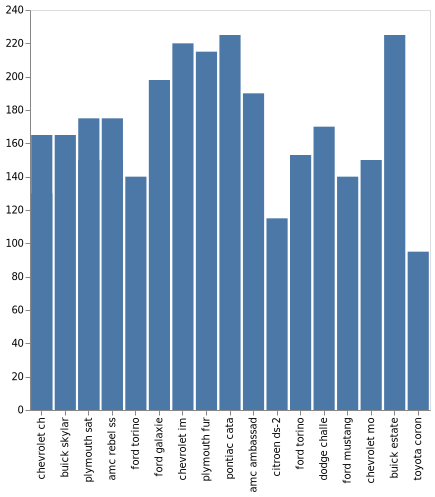 240
220
200
180
160
140
120
100
80
60
40
20
0
chevrolet ch
buick skylar
plymouth sat
amc rebel ss
ford torino
ford galaxie
chevrolet im
plymouth fur
pontiac cata
amc ambassad
citroen ds-2
ford torino
dodge challe
ford mustang
chevrolet mo
buick estate
toyota coron